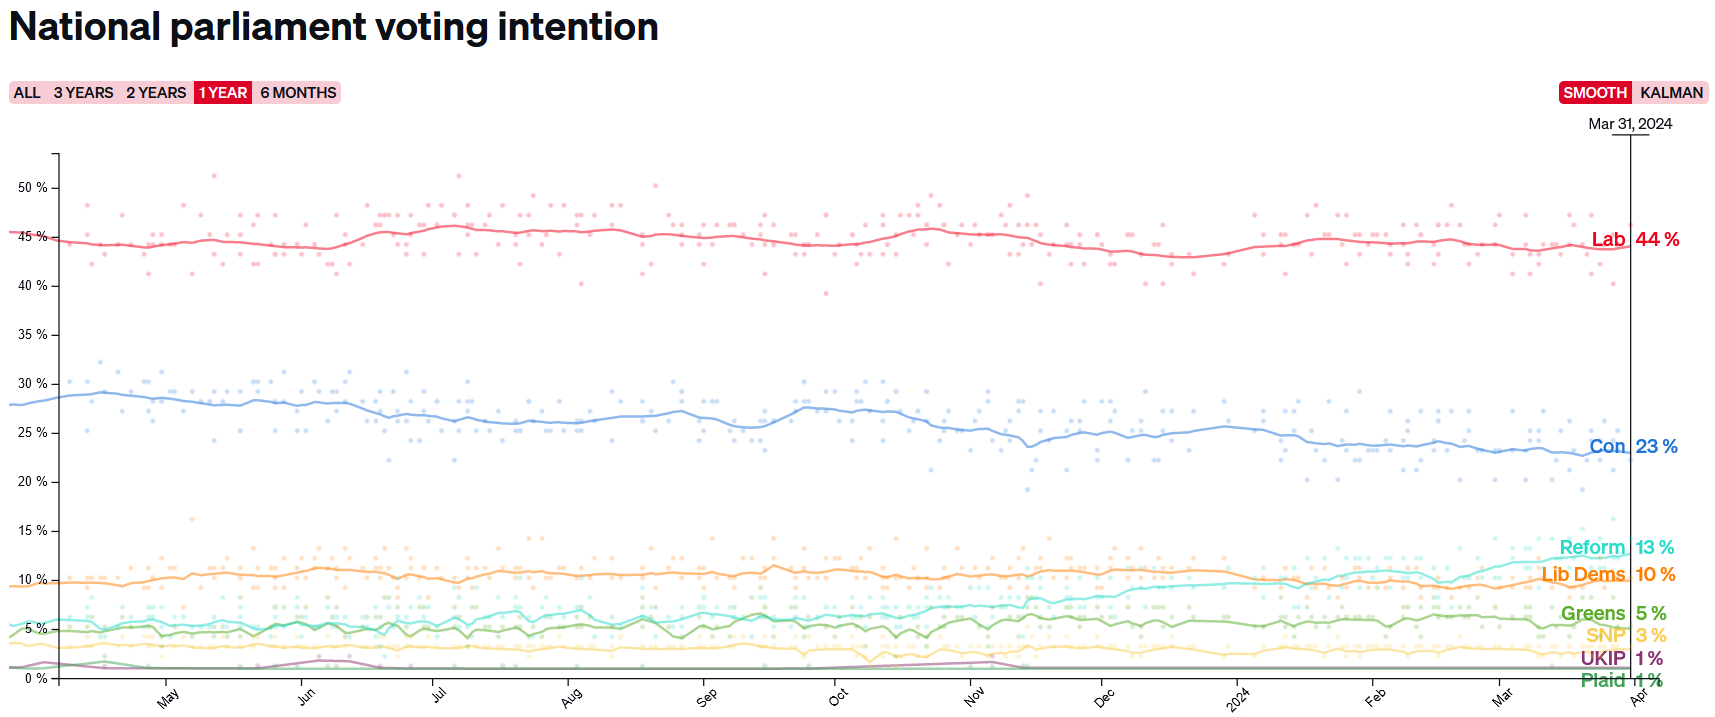 National parliament voting intention
ALL 3 YEARS 2 YEARS 1 YEAR 6 MONTHS
SMOOTH KALMAN
Mar 31, 2024
50 %
45 %
40 %
35 %
30 %
25 %
20 %
15 %
10 %
5 %
0 %
Lab 44 %
Con 23 %
Reform 13 %
Lib Dems 10 %
Greens 5 %
SNP 3 %
UKIP 1 %
Plaid 1 %
May Jun Jul Aug Sep Oct Nov Dec 2024 Feb Mar Apr